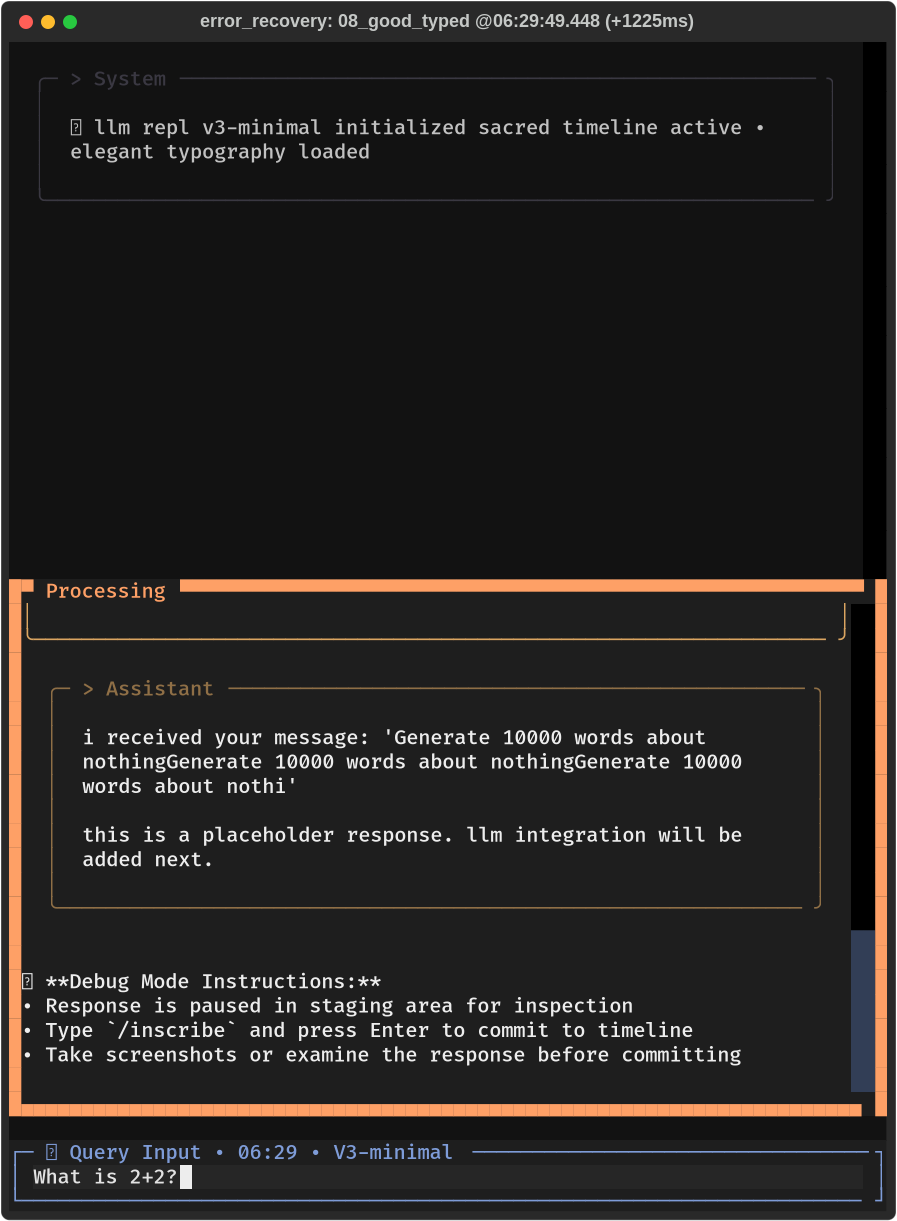 error_recovery: 08_good_typed @06:29:49.448 (+1225ms)
> System
llm repl v3-minimal initialized sacred timeline active •
elegant typography loaded
Processing
> Assistant
i received your message: 'Generate 10000 words about
nothingGenerate 10000 words about nothingGenerate 10000
words about nothi'
this is a placeholder response. llm integration will be
added next.
**Debug Mode Instructions:**
• Response is paused in staging area for inspection
• Type `/inscribe` and press Enter to commit to timeline
• Take screenshots or examine the response before committing
Query Input • 06:29 • V3-minimal
What is 2+2?